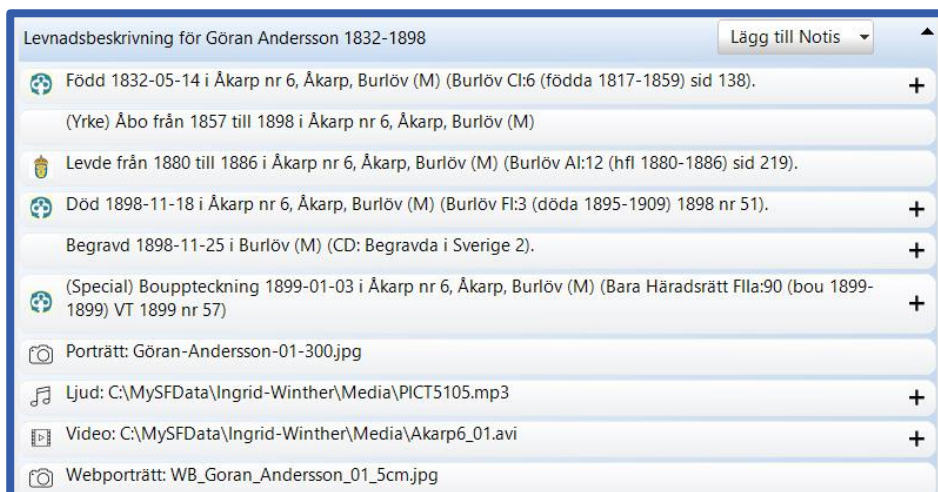 Levnadsbeskrivning för Göran Andersson 1832-1898
Lägg till Notis
Född 1832-05-14 i Åkarp nr 6, Åkarp, Burlöv (M) (Burlöv CI:6 (födda 1817-1859) sid 138).
(Yrke) Åbo från 1857 till 1898 i Åkarp nr 6, Åkarp, Burlöv (M)
Levde från 1880 till 1886 i Åkarp nr 6, Åkarp, Burlöv (M) (Burlöv AI:12 (hfl 1880-1886) sid 219).
Död 1898-11-18 i Åkarp nr 6, Åkarp, Burlöv (M) (Burlöv FI:3 (döda 1895-1909) 1898 nr 51).
Begravd 1898-11-25 i Burlöv (M) (CD: Begravda i Sverige 2).
(Special) Bouppteckning 1899-01-03 i Åkarp nr 6, Åkarp, Burlöv (M) (Bara Häradsrätt FIIa:90 (bou 1899-
1899) VT 1899 nr 57)
Porträtt: Göran-Andersson-01-300.jpg
Ljud: C:\MySFData\Ingrid-Winther\Media\PICT5105.mp3
Video: C:\MySFData\Ingrid-Winther\Media\Akarp6_01.avi
Webporträtt: WB_Goran_Andersson_01_5cm.jpg